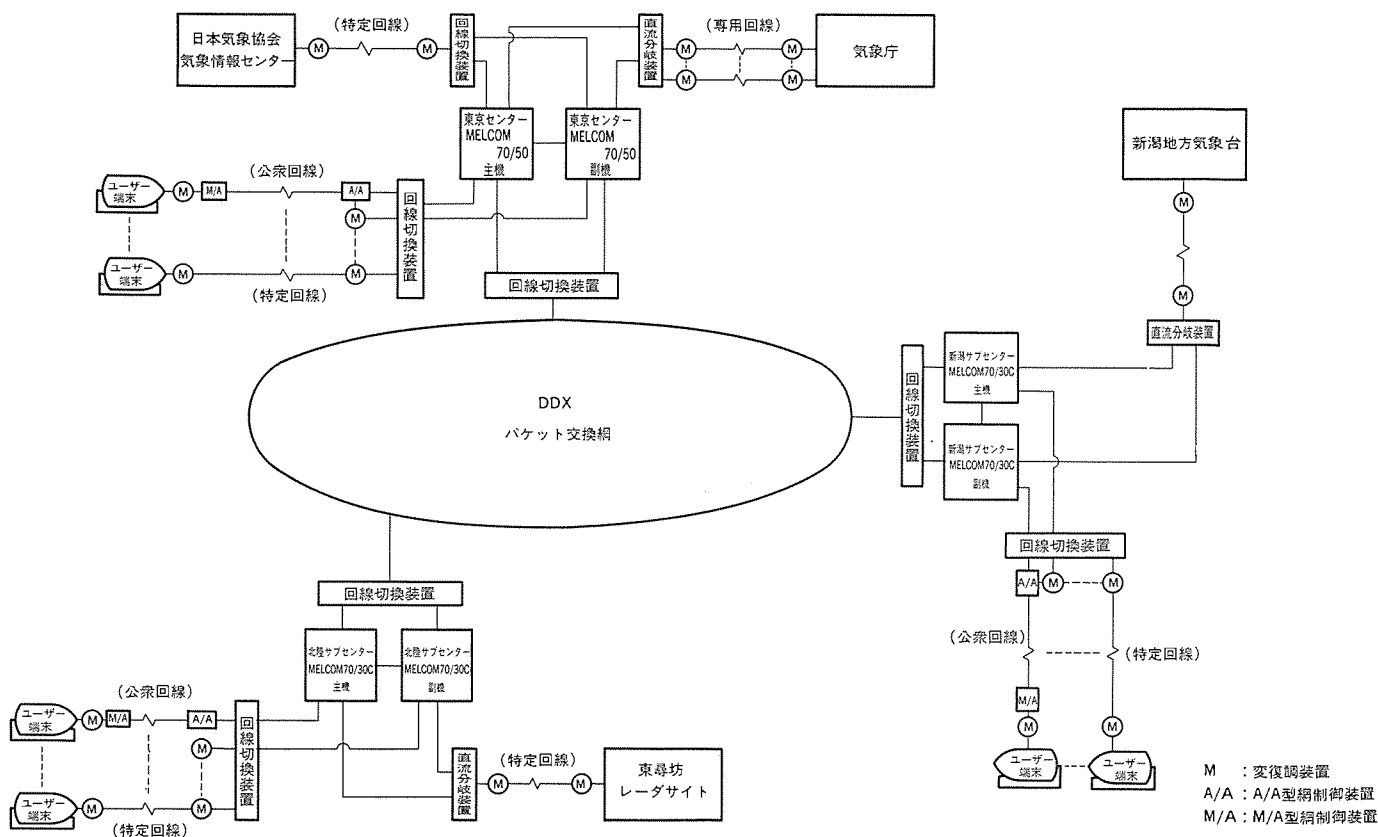 日本気象協会
気象情報センター
M
(特定回線)
M
回線切換装置
直流分岐装置
M
(専用回線)
M
M
M
気象庁
東京センター
MELCOM
70/50
主機
東京センター
MELCOM
70/50
副機
ユーザー
端末
M
M/A
(公衆回線)
A/A
M
回線切換装置
ユーザー
端末
M
(特定回線)
M
回線切換装置
DDX
パケット交換網
新潟地方気象台
M
M
直流分岐装置
回線切換装置
新潟サブセンター
MELCOM70/30C
主機
新潟サブセンター
MELCOM70/30C
副機
回線切換装置
A/A
M
M
(公衆回線)
(特定回線)
M/A
M
M
ユーザー
端末
ユーザー
端末
回線切換装置
北陸サブセンター
MELCOM70/30C
主機
北陸サブセンター
MELCOM70/30C
副機
ユーザー
端末
M
M/A
(公衆回線)
A/A
M
回線切換装置
ユーザー
端末
M
(特定回線)
M
直流分岐装置
M
(特定回線)
M
東尋坊
レーダサイト
M : 変復調装置
A/A : A/A型網制御装置
M/A : M/A型網制御装置